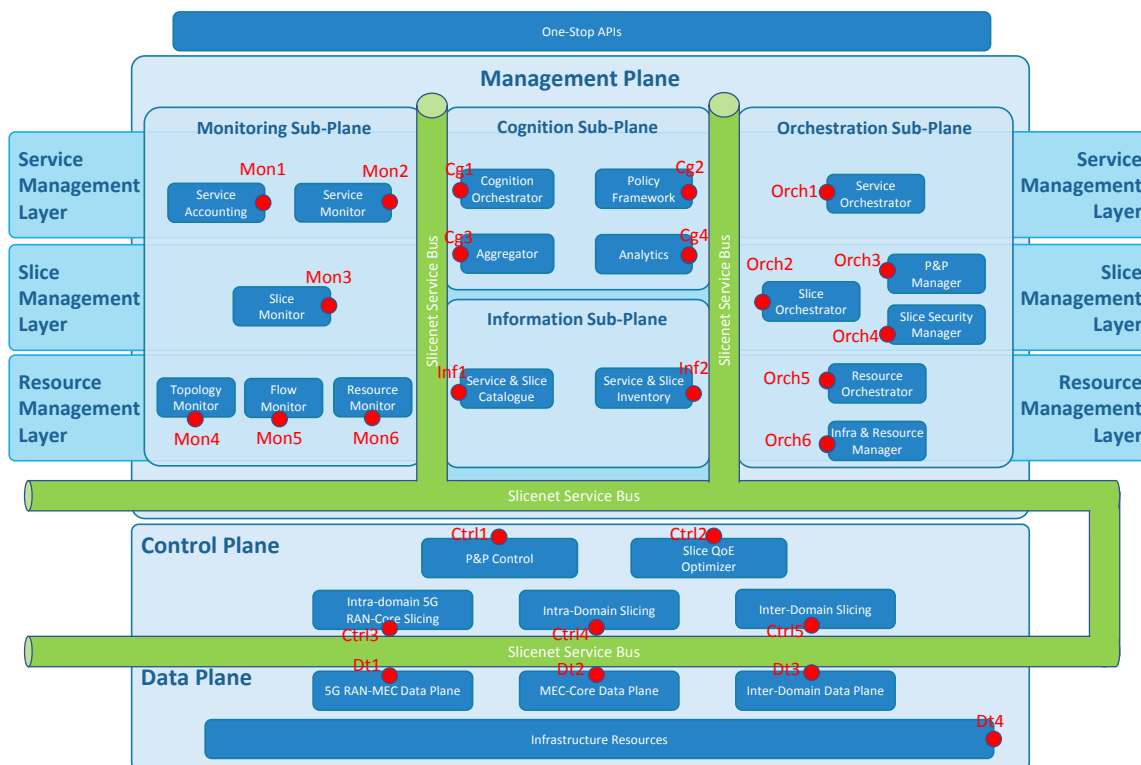 One-Stop APIs
Management Plane
Monitoring Sub-Plane
Cognition Sub-Plane
Orchestration Sub-Plane
Service
Management
Layer
Mon1
Service
Accounting
Mon2
Service
Monitor
Cg1
Cognition
Orchestrator
Cg2
Policy
Framework
Orch1
Service
Orchestrator
Service
Management
Layer
Cg3
Aggregator
Cg4
Analytics
Slicenet Service Bus
Slicenet Service Bus
Slice
Management
Layer
Mon3
Slice
Monitor
Information Sub-Plane
Orch2
Slice
Orchestrator
Orch3
P&P
Manager
Orch4
Slice Security
Manager
Slice
Management
Layer
Resource
Management
Layer
Topology
Monitor
Mon4
Flow
Monitor
Mon5
Resource
Monitor
Mon6
Inf1
Service & Slice
Catalogue
Inf2
Service & Slice
Inventory
Orch5
Resource
Orchestrator
Orch6
Infra & Resource
Manager
Resource
Management
Layer
Slicenet Service Bus
Control Plane
Ctrl1
P&P Control
Ctrl2
Slice QoE
Optimizer
Intra-domain 5G
RAN-Core Slicing
Ctrl3
Intra-Domain Slicing
Ctrl4
Inter-Domain Slicing
Ctrl5
Slicenet Service Bus
Data Plane
Dt1
5G RAN-MEC Data Plane
Dt2
MEC-Core Data Plane
Dt3
Inter-Domain Data Plane
Dt4
Infrastructure Resources